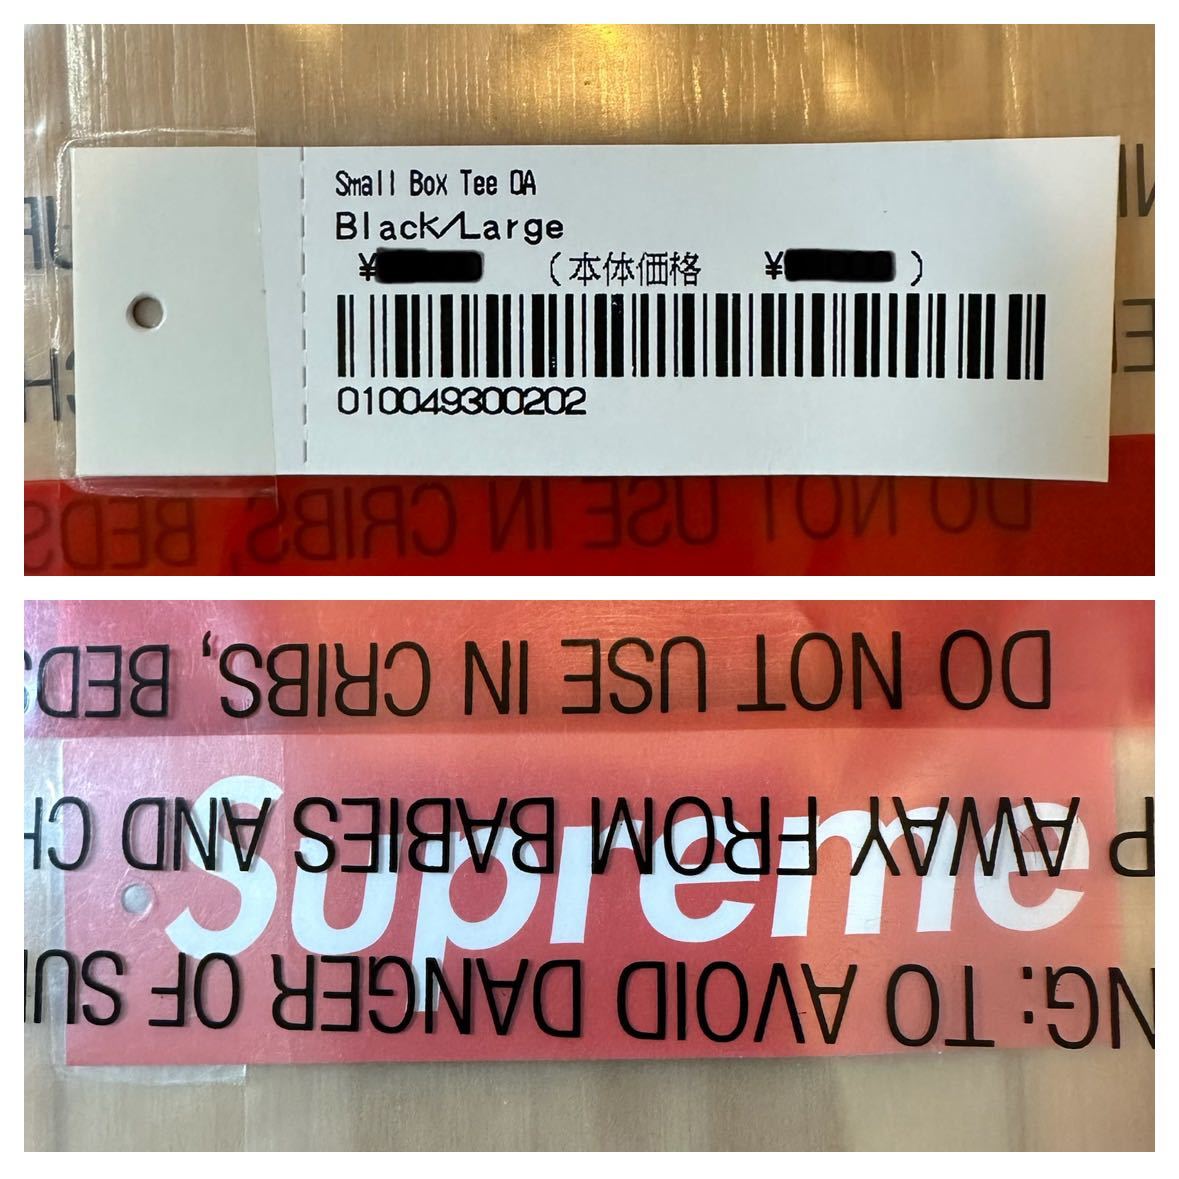 Small Box Tee OA
Black/Large
¥ (本体価格 ¥ )
010049300202
DO NOT USE IN CRIBS, BEDS
DO NOT USE IN CRIBS, BEDS
Supreme
P AWAY FROM BABIES AND CH
NG: TO AVOID DANGER OF SU